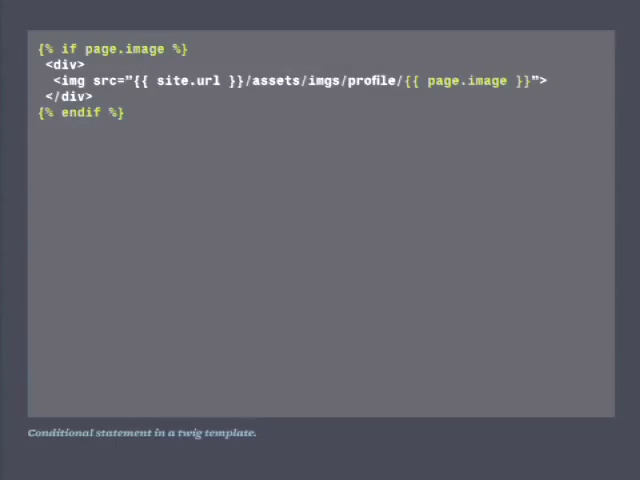 {% if page.image %}
<div>
<img src="{{ site.url }}/assets/imgs/profile/{{ page.image }}">
</div>
{% endif %}
Conditional statement in a twig template.